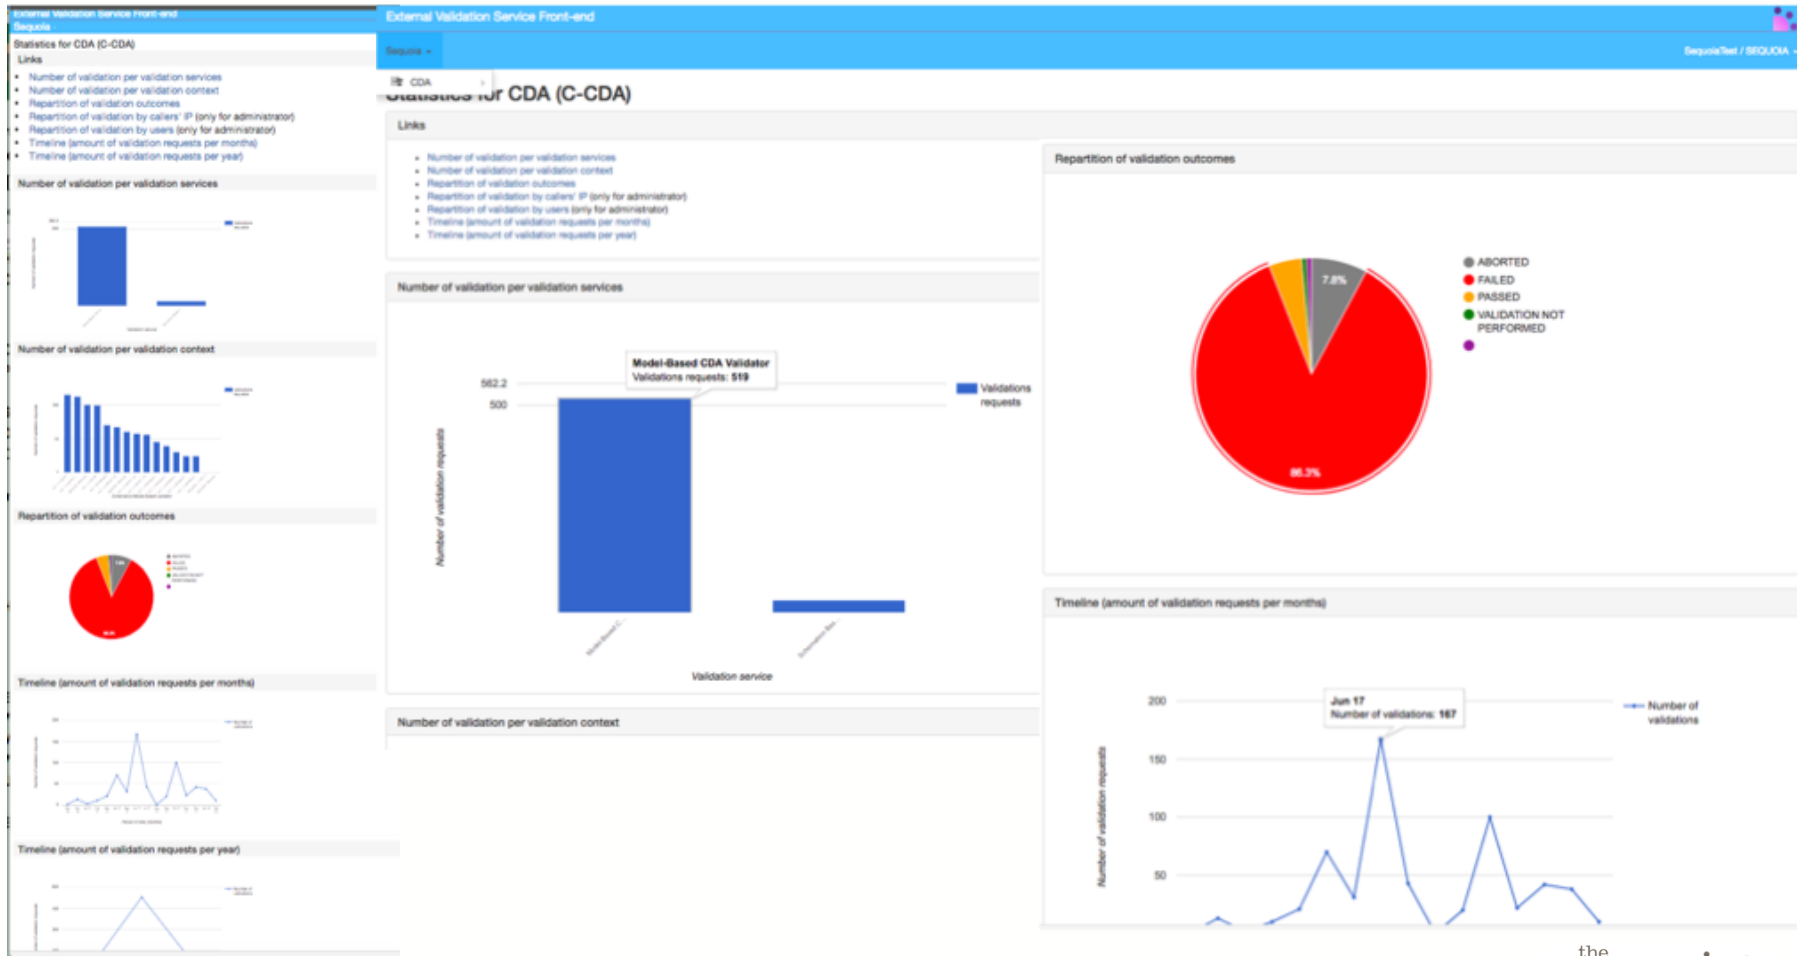 External Validation Service Front-end
Sequoia
Statistics for CDA (C-CDA)
Links
Number of validation per validation services
Number of validation per validation context
Repartition of validation outcomes
Repartition of validation by callers' IP (only for administrator)
Repartition of validation by users (only for administrator)
Timeline (amount of validation requests per months)
Timeline (amount of validation requests per year)
Number of validation per validation services
Number of validation per validation context
Repartition of validation outcomes
Timeline (amount of validation requests per months)
Timeline (amount of validation requests per year)
External Validation Service Front-end
Sequoia
SequoiaTest / SEQUOIA
CDA
Statistics for CDA (C-CDA)
Links
Number of validation per validation services
Number of validation per validation context
Repartition of validation outcomes
Repartition of validation by callers' IP (only for administrator)
Repartition of validation by users (only for administrator)
Timeline (amount of validation requests per months)
Timeline (amount of validation requests per year)
Number of validation per validation services
Model-Based CDA Validator
Validations requests: 519
562.2
500
Validations
requests
Number of validation requests
Model-Based C...
Schematron Bas...
Validation service
Number of validation per validation context
Repartition of validation outcomes
7.8%
86.3%
ABORTED
FAILED
PASSED
VALIDATION NOT
PERFORMED
Timeline (amount of validation requests per months)
200
150
100
50
Jun 17
Number of validations: 167
Number of
validations
Number of validation requests
the